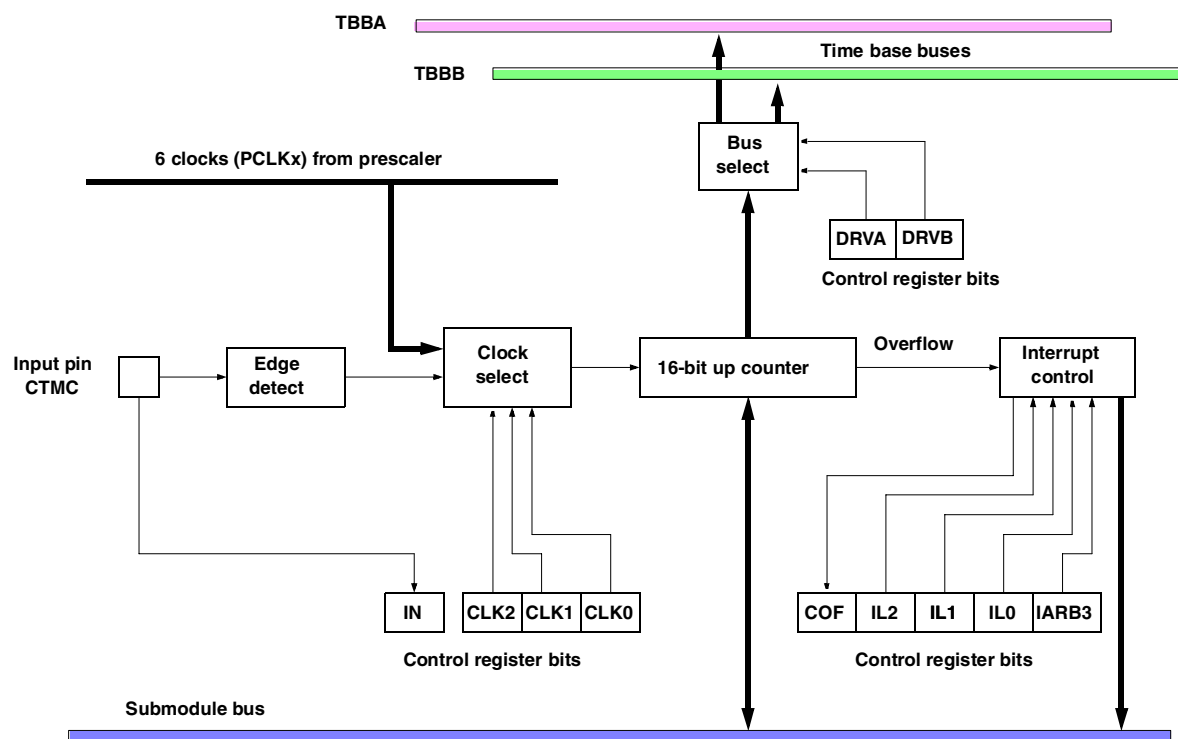 TBBA
Time base buses
TBBB
Bus
select
6 clocks (PCLKx) from prescaler
DRVA
DRVB
Control register bits
Input pin
CTMC
Edge
detect
Clock
select
16-bit up counter
Overflow
Interrupt
control
IN
CLK2
CLK1
CLK0
Control register bits
COF
IL2
IL1
IL0
IARB3
Control register bits
Submodule bus